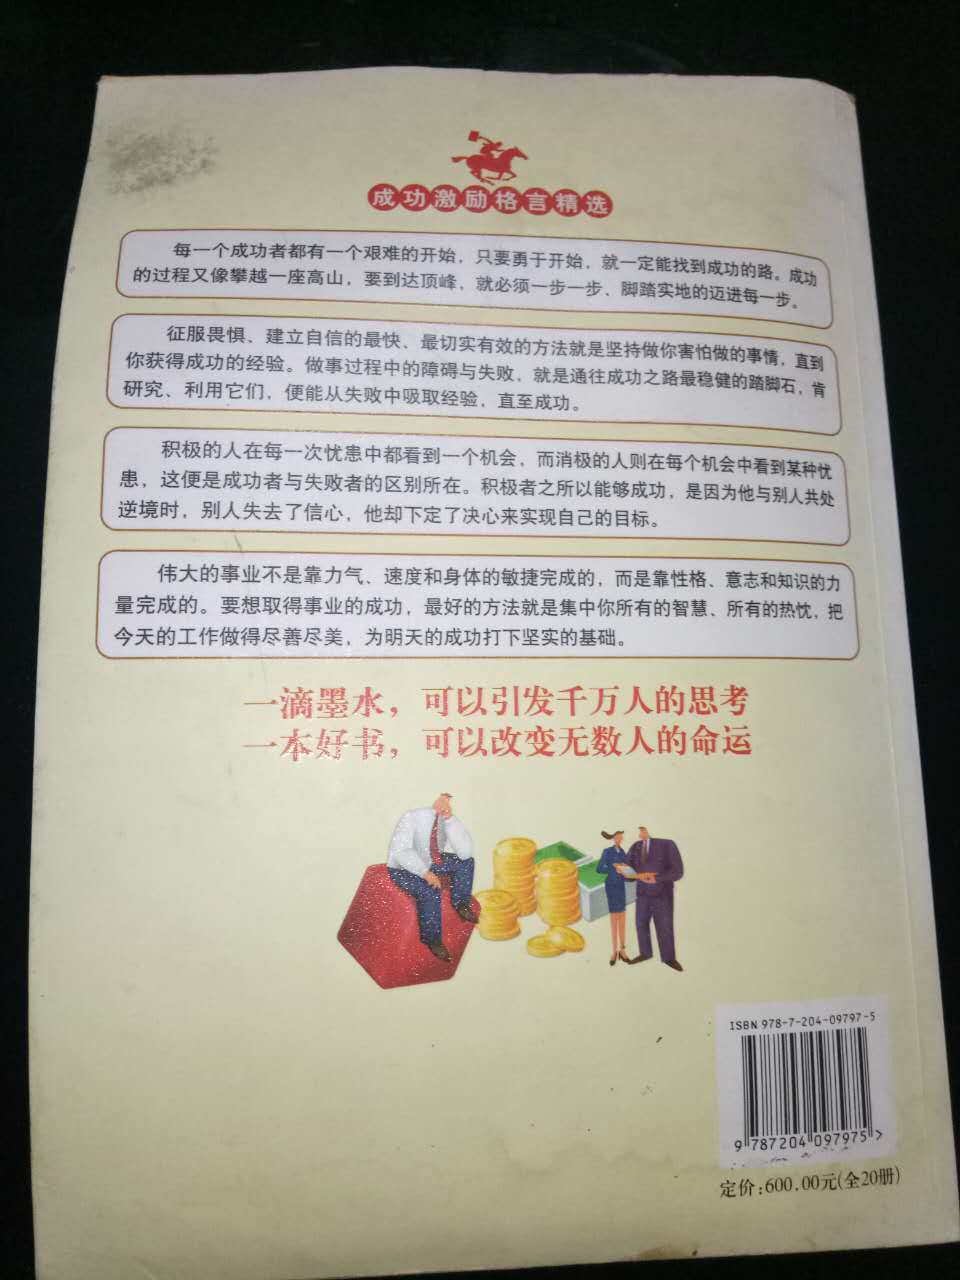 成功激励格言精选
每一个成功者都有一个艰难的开始，只要勇于开始，就一定能找到成功的路。成功
的过程又像攀越一座高山，要到达顶峰，就必须一步一步、脚踏实地的迈进每一步。
征服畏惧、建立自信的最快、最切实有效的方法就是坚持做你害怕做的事情，直到
你获得成功的经验。做事过程中的障碍与失败，就是通往成功之路最稳健的踏脚石，肯
研究、利用它们，便能从失败中吸取经验，直至成功。
积极的人在每一次忧患中都看到一个机会，而消极的人则在每个机会中看到某种忧
患，这便是成功者与失败者的区别所在。积极者之所以能够成功，是因为他与别人共处
逆境时，别人失去了信心，他却下定了决心来实现自己的目标。
伟大的事业不是靠力气、速度和身体的敏捷完成的，而是靠性格、意志和知识的力
量完成的。要想取得事业的成功，最好的方法就是集中你所有的智慧、所有的热忱，把
今天的工作做得尽善尽美，为明天的成功打下坚实的基础。
一滴墨水，可以引发千万人的思考
一本好书，可以改变无数人的命运
ISBN 978-7-204-09797-5
9 787204 097975 >
定价：600.00元(全20册)